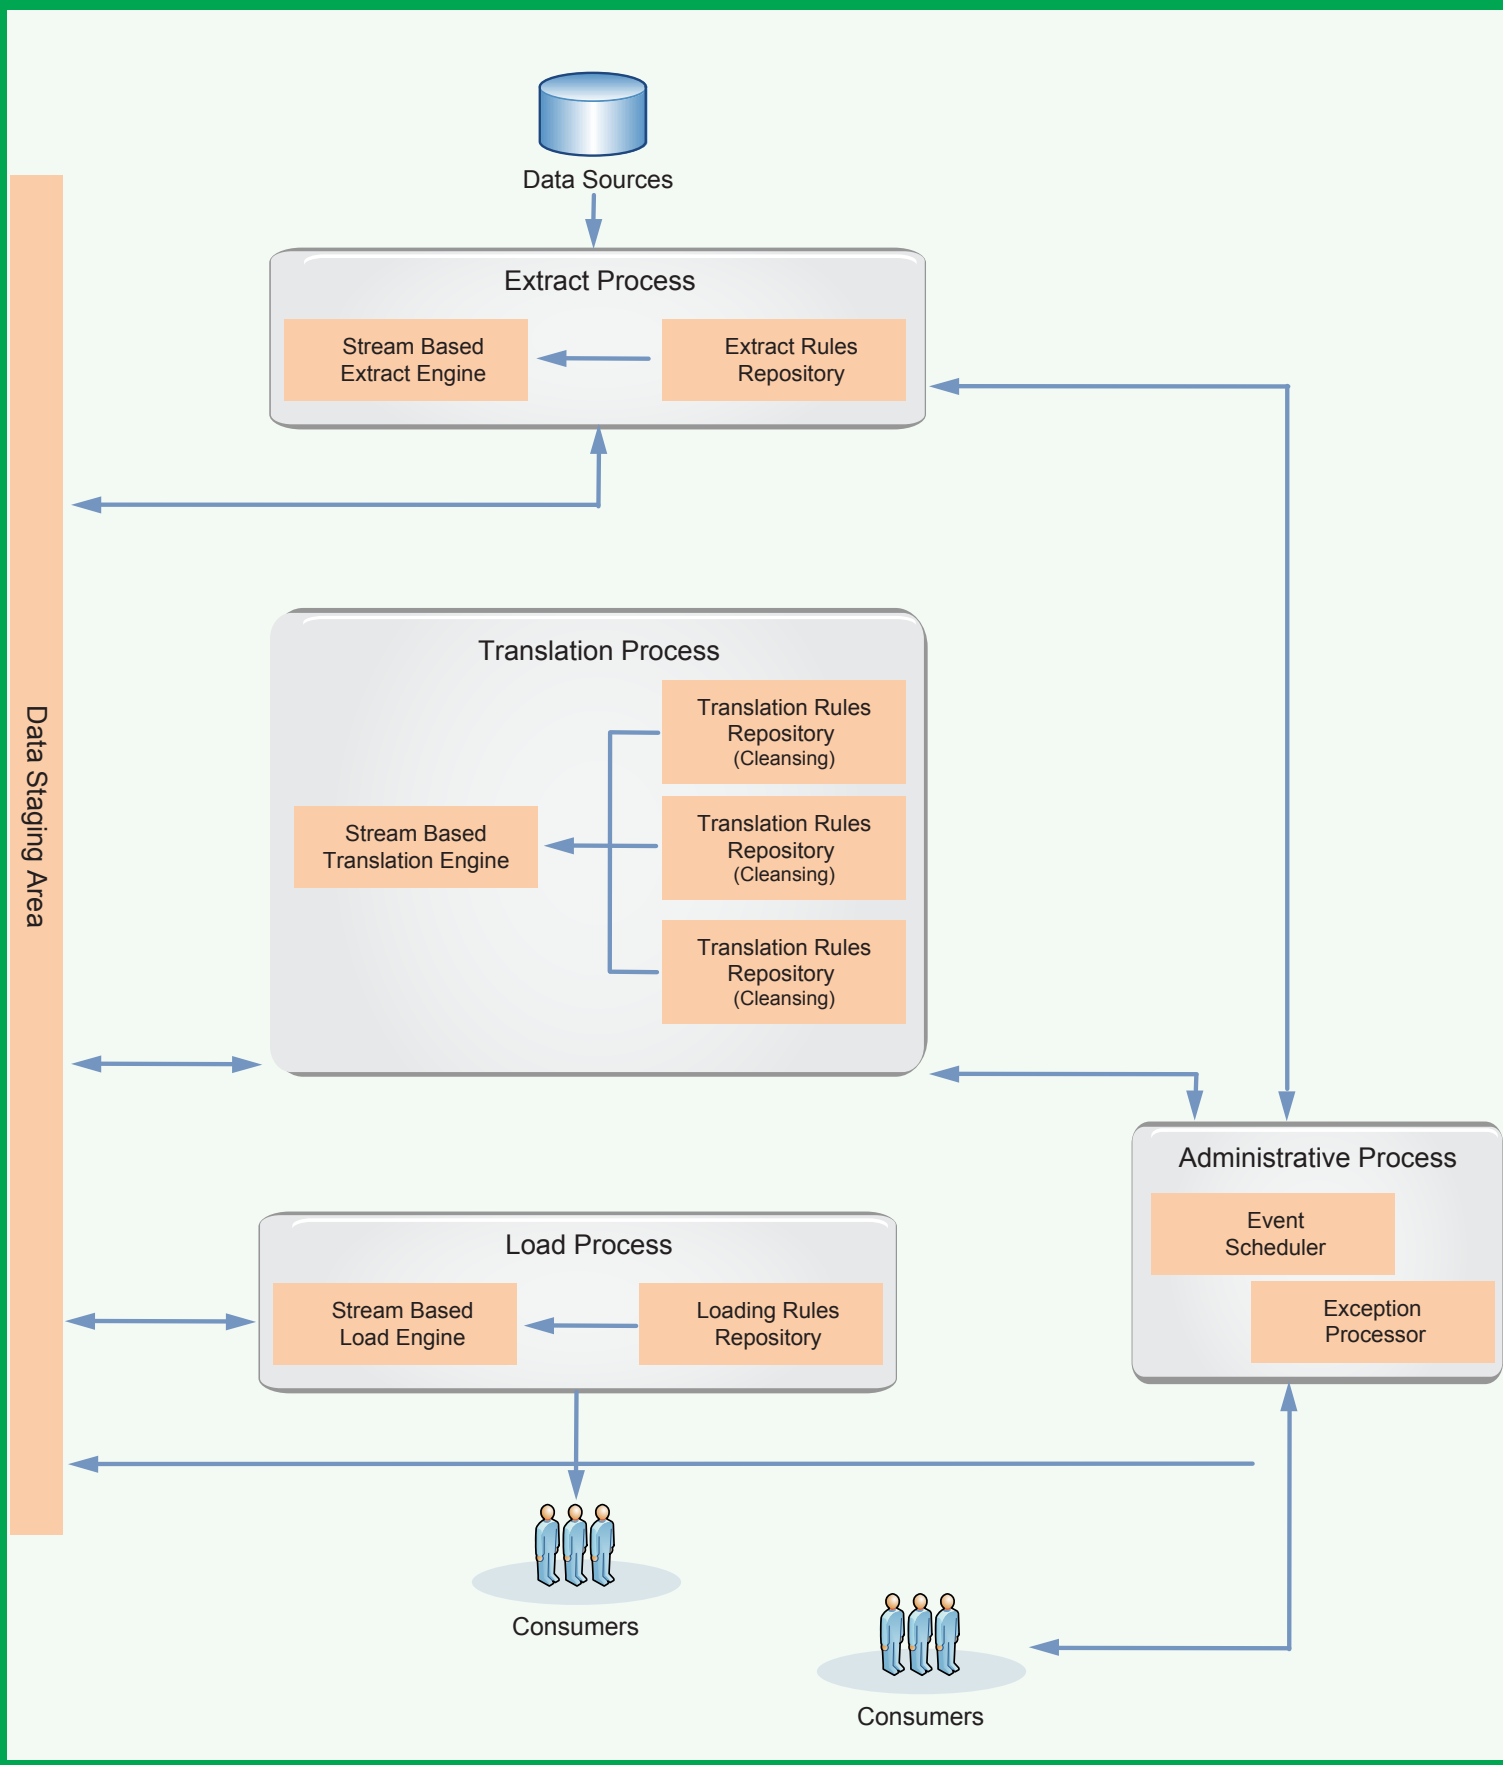 Data Sources
Extract Process
Stream Based
Extract Engine
Extract Rules
Repository
Data Staging Area
Translation Process
Translation Rules
Repository
(Cleansing)
Stream Based
Translation Engine
Translation Rules
Repository
(Cleansing)
Translation Rules
Repository
(Cleansing)
Administrative Process
Event
Scheduler
Exception
Processor
Load Process
Stream Based
Load Engine
Loading Rules
Repository
Consumers
Consumers